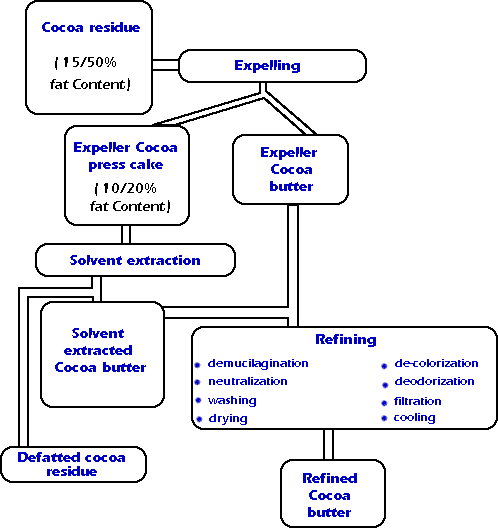 Cocoa residue
(15/50%
fat Content)
Expelling
Expeller Cocoa
press cake
(10/20%
fat Content)
Expeller
Cocoa
butter
Solvent extraction
Solvent
extracted
Cocoa butter
Refining
demucilagination
neutralization
washing
drying
de-colorization
deodorization
filtration
cooling
Defatted cocoa
residue
Refined
Cocoa
butter